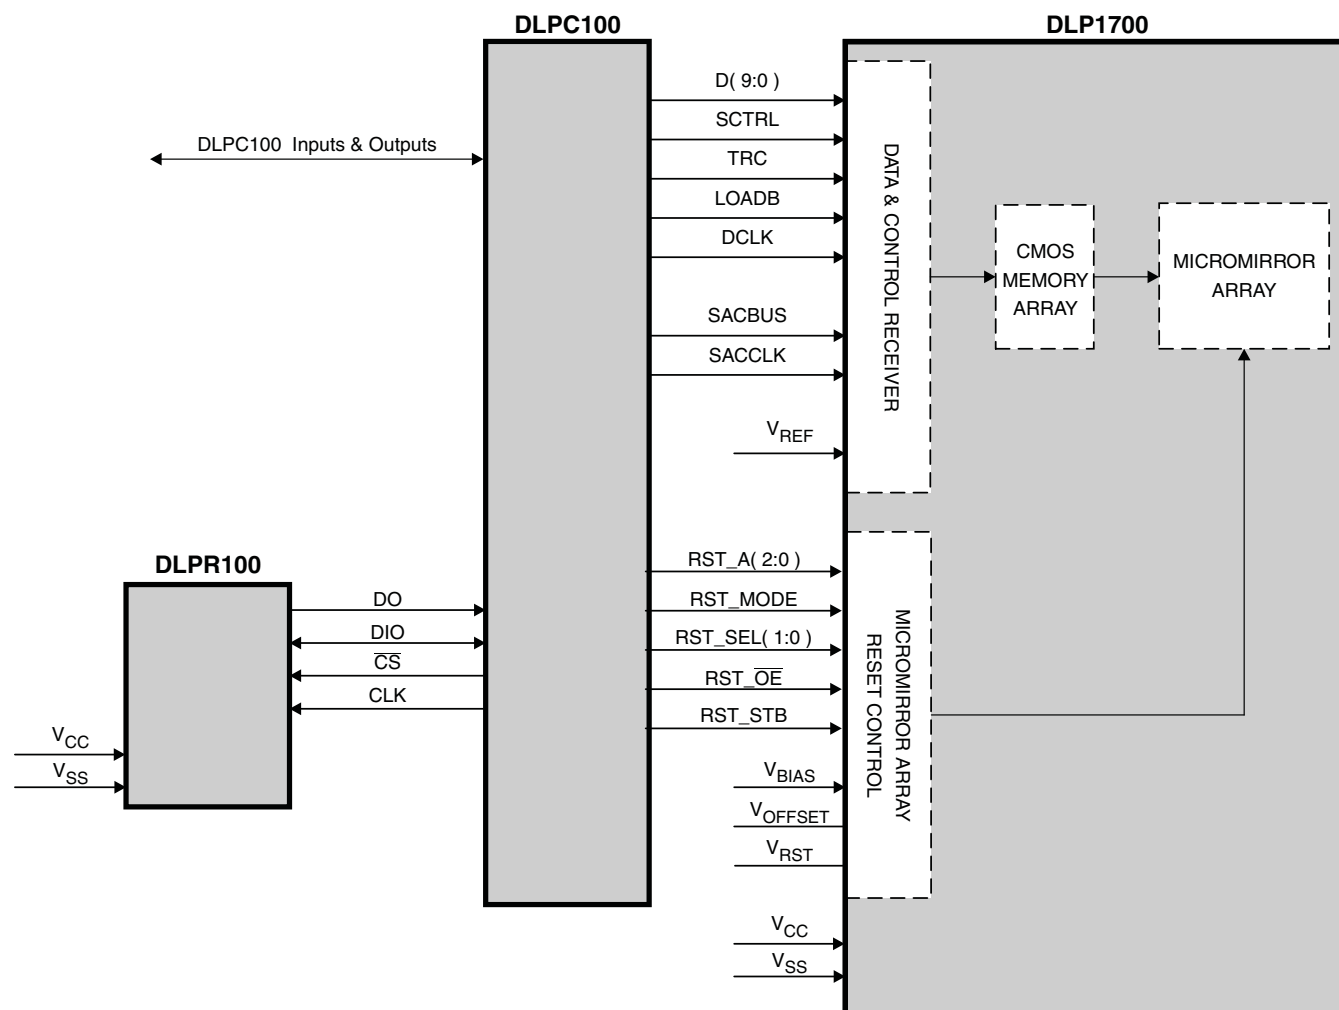 DLPC100
DLP1700
DLPC100 Inputs & Outputs
D( 9:0 )
SCTRL
TRC
LOADB
DCLK
SACBUS
SACCLK
VREF
DATA & CONTROL RECEIVER
CMOS
MEMORY
ARRAY
MICROMIRROR
ARRAY
DLPR100
DO
DIO
C̅S̅
CLK
VCC
VSS
RST_A( 2:0 )
RST_MODE
RST_SEL( 1:0 )
RST_O̅E̅
RST_STB
VBIAS
VOFFSET
VRST
MICROMIRROR ARRAY
RESET CONTROL
VCC
VSS